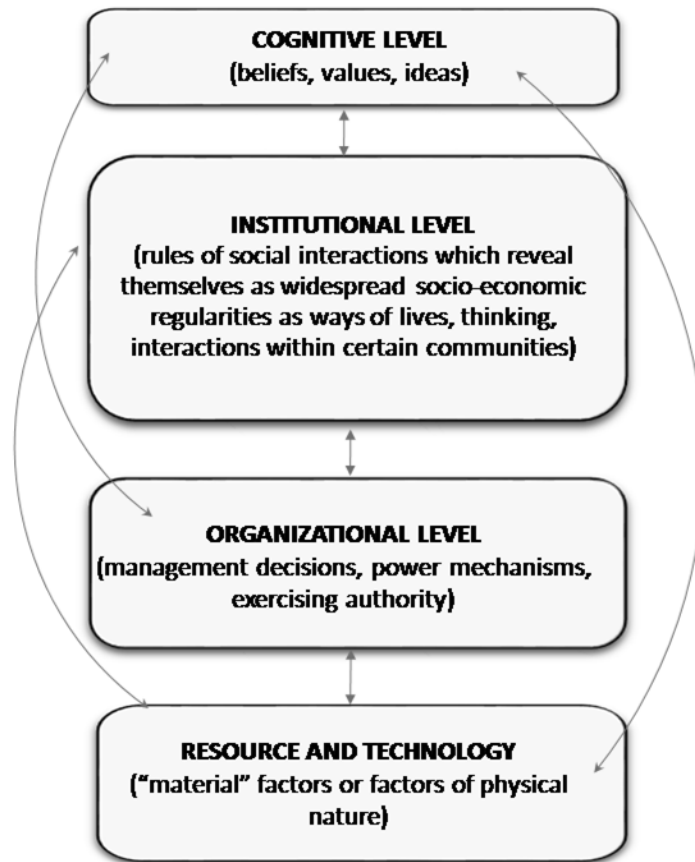 COGNITIVE LEVEL
(beliefs, values, ideas)
INSTITUTIONAL LEVEL
(rules of social interactions which reveal
themselves as widespread socio-economic
regularities as ways of lives, thinking,
interactions within certain communities)
ORGANIZATIONAL LEVEL
(management decisions, power mechanisms,
exercising authority)
RESOURCE AND TECHNOLOGY
(“material” factors or factors of physical
nature)